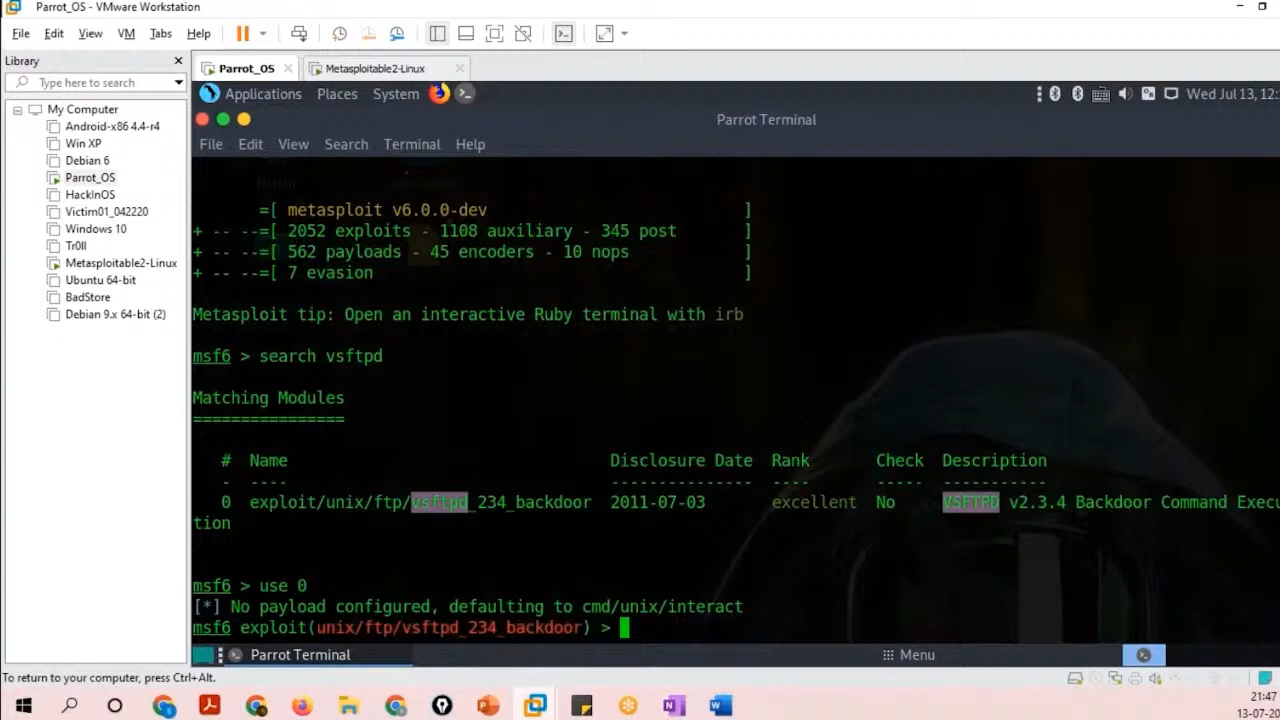 Parrot_OS - VMware Workstation
File Edit View VM Tabs Help
Library
Type here to search
My Computer
Android-x86 4.4-r4
Win XP
Debian 6
Parrot_OS
HackInOS
Victim01_042220
Windows 10
Tr0ll
Metasploitable2-Linux
Ubuntu 64-bit
BadStore
Debian 9.x 64-bit (2)
Parrot_OS Metasploitable2-Linux
Applications Places System Wed Jul 13, 12:
Parrot Terminal
File Edit View Search Terminal Help
=[ metasploit v6.0.0-dev ]
+ -- --=[ 2052 exploits - 1108 auxiliary - 345 post ]
+ -- --=[ 562 payloads - 45 encoders - 10 nops ]
+ -- --=[ 7 evasion ]
Metasploit tip: Open an interactive Ruby terminal with irb
msf6 > search vsftpd
Matching Modules
================
# Name Disclosure Date Rank Check Description
- ---- --------------- ---- ----- -----------
0 exploit/unix/ftp/vsftpd_234_backdoor 2011-07-03 excellent No VSFTPD v2.3.4 Backdoor Command Execu
tion
msf6 > use 0
[*] No payload configured, defaulting to cmd/unix/interact
msf6 exploit(unix/ftp/vsftpd_234_backdoor) >
Parrot Terminal Menu
To return to your computer, press Ctrl+Alt.
21:47
13-07-20